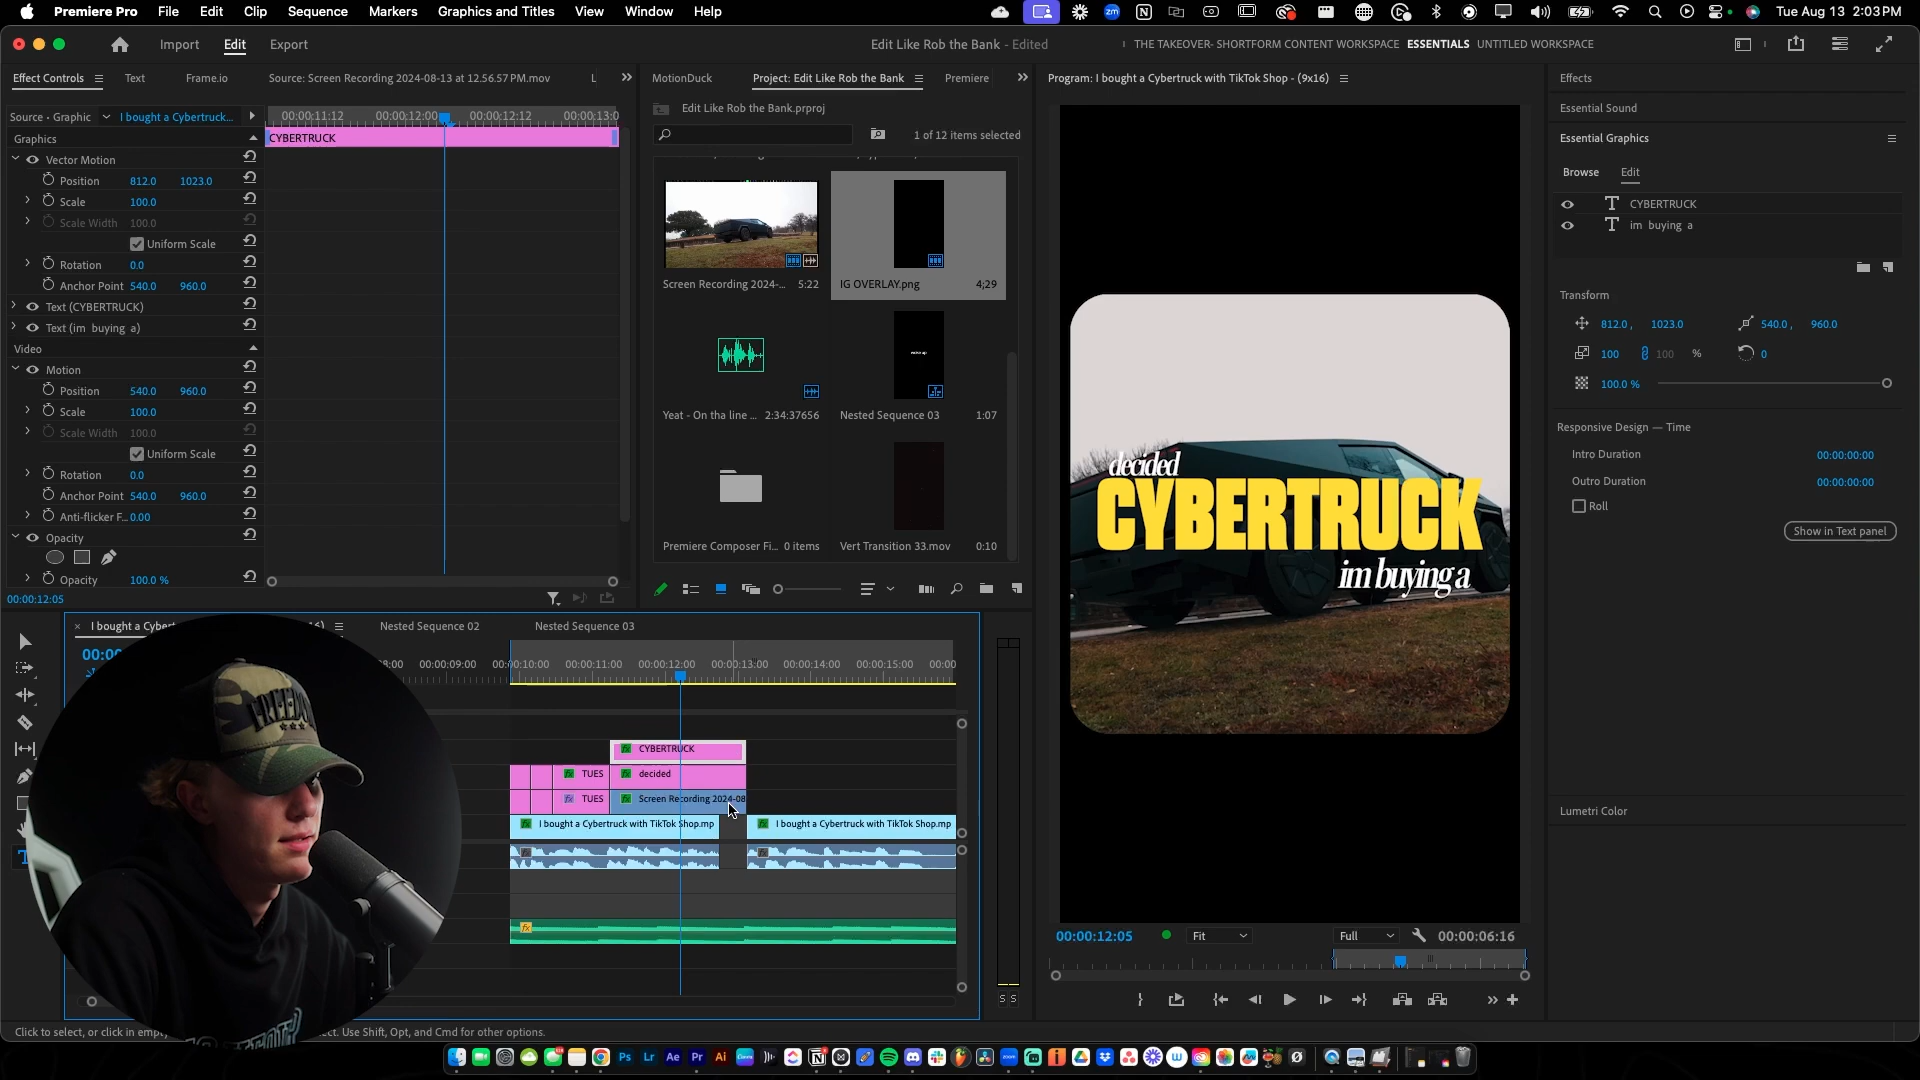 Premiere Pro File Edit Clip Sequence Markers Graphics and Titles View Window Help Tue Aug 13 2:03 PM
Import Edit Export Edit Like Rob the Bank - Edited THE TAKEOVER- SHORTFORM CONTENT WORKSPACE ESSENTIALS UNTITLED WORKSPACE
Effect Controls Text Frame.io Source: Screen Recording 2024-08-13 at 12.56.57 PM.mov L
MotionDuck Project: Edit Like Rob the Bank Premiere
Program: I bought a Cybertruck with TikTok Shop - (9x16)
Effects
Edit Like Rob the Bank.prproj
Essential Sound
Source • Graphic I bought a Cybertruck...
00:00:11:12 00:00:12:00 00:00:12:12 00:00:13:0
1 of 12 items selected
Graphics
CYBERTRUCK
Essential Graphics
Vector Motion
Browse Edit
Position 812.0 1023.0
Scale 100.0
CYBERTRUCK
Scale Width 100.0
im buying a
Uniform Scale
Rotation 0.0
Anchor Point 540.0 960.0
Text (CYBERTRUCK)
Text (im buying a)
Video
Motion
Position 540.0 960.0
Scale 100.0
Scale Width 100.0
Uniform Scale
Rotation 0.0
Anchor Point 540.0 960.0
Anti-flicker F... 0.00
Opacity
Opacity 100.0 %
00:00:12:05
Screen Recording 2024-... 5:22
IG OVERLAY.png 4;29
Yeat - On tha line ... 2:34:37656
Nested Sequence 03 1:07
Premiere Composer Fi... 0 items
Vert Transition 33.mov 0:10
decided
CYBERTRUCK
im buying a
Transform
812.0 , 1023.0 540.0 , 960.0
100 100 % 0
100.0 %
Responsive Design — Time
Intro Duration 00:00:00:00
Outro Duration 00:00:00:00
Roll
Show in Text panel
Lumetri Color
I bought a Cyber
Nested Sequence 02 Nested Sequence 03
00:00:09:00 00:00:11:00 00:00:12:00 00:00:13:00 00:00:14:00 00:00:15:00
CYBERTRUCK
TUES decided
TUES Screen Recording 2024-08
I bought a Cybertruck with TikTok Shop.mp I bought a Cybertruck with TikTok Shop.mp
00:00:12:05 Fit Full 00:00:06:16
S S
FREEDOM
Click to select, or click in empt
ect. Use Shift, Opt, and Cmd for other options.
Ps Lr Ae Pr Ai